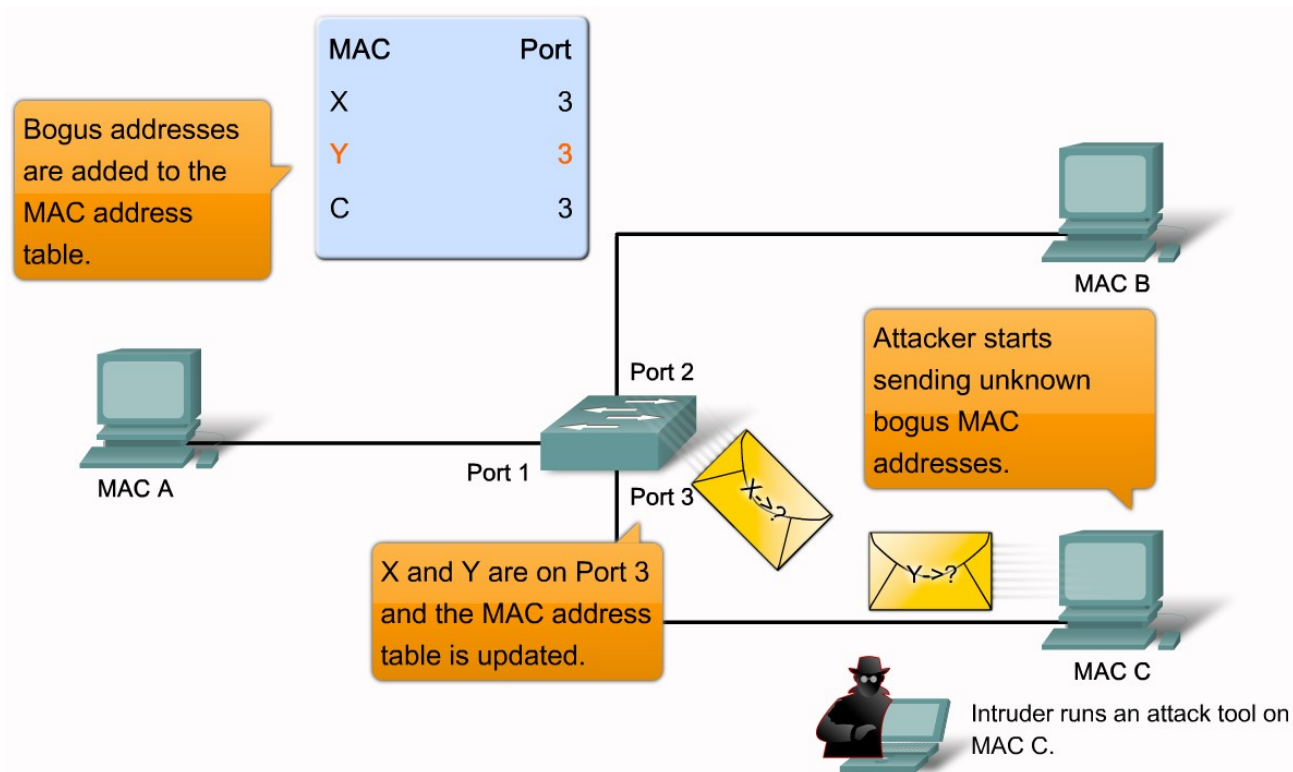 MAC Port
X 3
Y 3
C 3
Bogus addresses
are added to the
MAC address
table.
MAC B
Attacker starts
sending unknown
bogus MAC
addresses.
Port 2
MAC A
Port 1
Port 3
X->?
Y->?
X and Y are on Port 3
and the MAC address
table is updated.
MAC C
Intruder runs an attack tool on
MAC C.